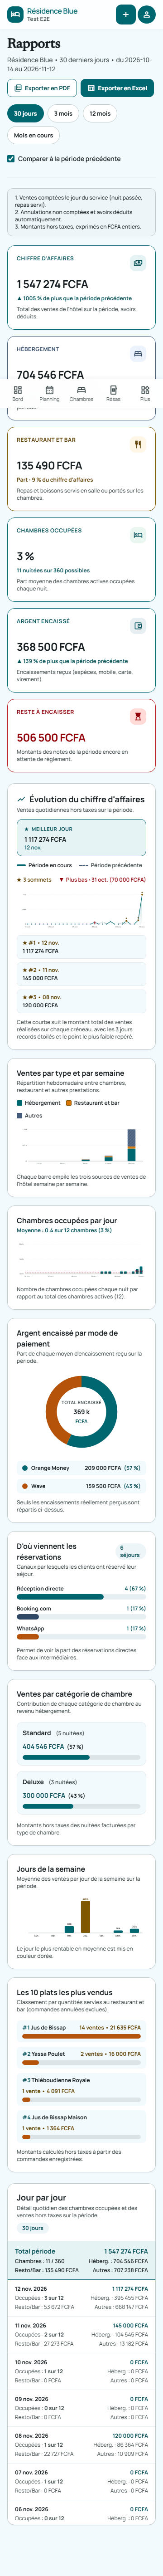 Résidence Blue
Test E2E
Rapports
Résidence Blue • 30 derniers jours • du 2026-10-
14 au 2026-11-12
Exporter en PDF
Exporter en Excel
30 jours
3 mois
12 mois
Mois en cours
Comparer à la période précédente
1. Ventes comptées le jour du service (nuit passée,
repas servi).
2. Annulations non comptées et avoirs déduits
automatiquement.
3. Montants hors taxes, exprimés en FCFA entiers.
CHIFFRE D'AFFAIRES
1 547 274 FCFA
▲ 1005 % de plus que la période précédente
Total des ventes de l'hôtel sur la période, avoirs
déduits.
HÉBERGEMENT
704 546 FCFA
Bord
Planning
Chambres
Résas
Plus
RESTAURANT ET BAR
135 490 FCFA
Part : 9 % du chiffre d'affaires
Repas et boissons servis en salle ou portés sur les
chambres.
CHAMBRES OCCUPÉES
3 %
11 nuitées sur 360 possibles
Part moyenne des chambres actives occupées
chaque nuit.
ARGENT ENCAISSÉ
368 500 FCFA
▲ 139 % de plus que la période précédente
Encaissements reçus (espèces, mobile, carte,
virement).
RESTE À ENCAISSER
506 650 FCFA
Montants des notes de la période encore en
attente de règlement.
Évolution du chiffre d'affaires
Ventes quotidiennes hors taxes sur la période.
★ MEILLEUR JOUR
1 117 274 FCFA
12 nov.
Période en cours
Période précédente
★ 3 sommets
▼ Plus bas : 31 oct. (70 000 FCFA)
★ #1 • 12 nov.
1 117 274 FCFA
★ #2 • 11 nov.
145 000 FCFA
★ #3 • 08 nov.
120 000 FCFA
Cette courbe suit le montant total des ventes
réalisées sur chaque créneau, avec les 3 jours
records étoilés et le point le plus faible repéré.
Ventes par type et par semaine
Répartition hebdomadaire entre chambres,
restaurant et autres prestations.
Hébergement
Restaurant et bar
Autres
Chaque barre empile les trois sources de ventes de
l'hôtel semaine par semaine.
Chambres occupées par jour
Moyenne : 0.4 sur 12 chambres (3 %)
Nombre de chambres occupées chaque nuit par
rapport au total des chambres actives (12).
Argent encaissé par mode de
paiement
Part de chaque moyen d'encaissement reçu sur la
période.
TOTAL ENCAISSÉ
369 k
FCFA
Orange Money
209 000 FCFA (57 %)
Wave
159 500 FCFA (43 %)
Seuls les encaissements réellement perçus sont
répartis ci-dessus.
D'où viennent les
réservations
6
séjours
Canaux par lesquels les clients ont réservé leur
séjour.
Réception directe
4 (67 %)
Booking.com
1 (17 %)
WhatsApp
1 (17 %)
Permet de voir la part des réservations directes
face aux intermédiaires.
Ventes par catégorie de chambre
Contribution de chaque catégorie de chambre au
revenu hébergement.
Standard (5 nuitées)
404 546 FCFA (57 %)
Deluxe (3 nuitées)
300 000 FCFA (43 %)
Montants hors taxes des nuitées facturées par
type de chambre.
Jours de la semaine
Moyenne des ventes par jour de la semaine sur la
période.
Le jour le plus rentable en moyenne est mis en
couleur dorée.
Les 10 plats les plus vendus
Classement par quantités servies au restaurant et
bar (commandes annulées exclues).
#1 Jus de Bissap
14 ventes • 21 635 FCFA
#2 Yassa Poulet
2 ventes • 16 000 FCFA
#3 Thiéboudienne Royale
1 vente • 4 091 FCFA
#4 Jus de Bissap Maison
1 vente • 1 364 FCFA
Montants calculés hors taxes à partir des
commandes enregistrées.
Jour par jour
Détail quotidien des chambres occupées et des
ventes hors taxes sur la période.
30 jours
Total période
1 547 274 FCFA
Chambres : 11 / 360
Héberg. : 704 546 FCFA
Resto/Bar : 135 490 FCFA
Autres : 707 238 FCFA
12 nov. 2026
1 117 274 FCFA
Occupées : 3 sur 12
Héberg. : 395 455 FCFA
Resto/Bar : 53 672 FCFA
Autres : 668 147 FCFA
11 nov. 2026
145 000 FCFA
Occupées : 2 sur 12
Héberg. : 104 545 FCFA
Resto/Bar : 27 273 FCFA
Autres : 13 182 FCFA
10 nov. 2026
0 FCFA
Occupées : 1 sur 12
Héberg. : 0 FCFA
Resto/Bar : 0 FCFA
Autres : 0 FCFA
09 nov. 2026
0 FCFA
Occupées : 0 sur 12
Héberg. : 0 FCFA
Resto/Bar : 0 FCFA
Autres : 0 FCFA
08 nov. 2026
120 000 FCFA
Occupées : 1 sur 12
Héberg. : 86 364 FCFA
Resto/Bar : 22 727 FCFA
Autres : 10 909 FCFA
07 nov. 2026
0 FCFA
Occupées : 1 sur 12
Héberg. : 0 FCFA
Resto/Bar : 0 FCFA
Autres : 0 FCFA
06 nov. 2026
0 FCFA
Occupées : 0 sur 12
Héberg. : 0 FCFA